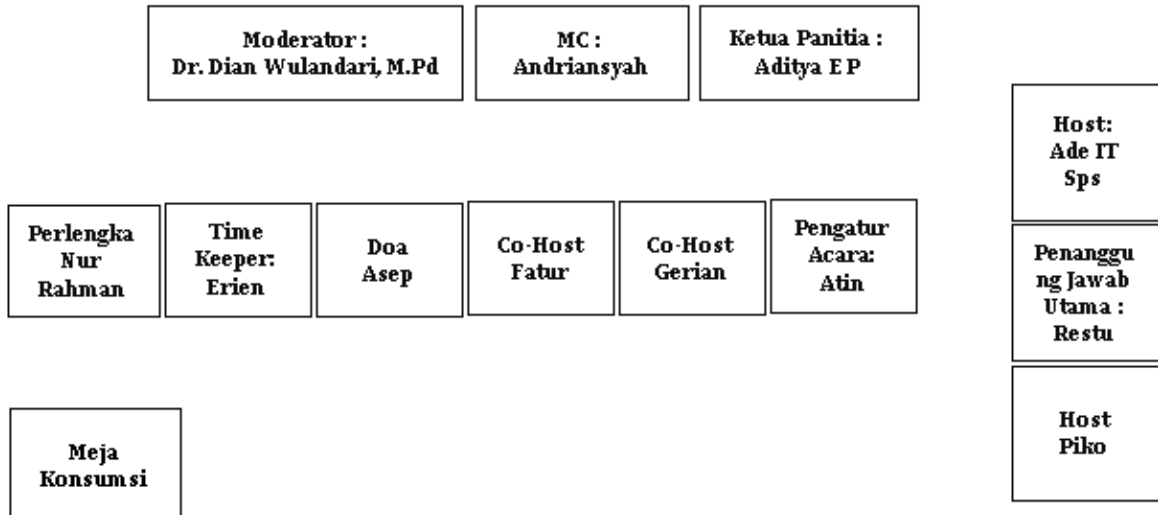 Moderator :
Dr. Dian Wulandari, M.Pd
MC :
Andriansyah
Ketua Panitia :
Aditya E P
Host:
Ade IT
Sps
Perlengka
Nur
Rahman
Time
Keeper:
Erien
Doa
Asep
Co-Host
Fatur
Co-Host
Gerian
Pengatur
Acara:
Atin
Penanggu
ng Jawab
Utama :
Restu
Host
Piko
Meja
Konsumsi